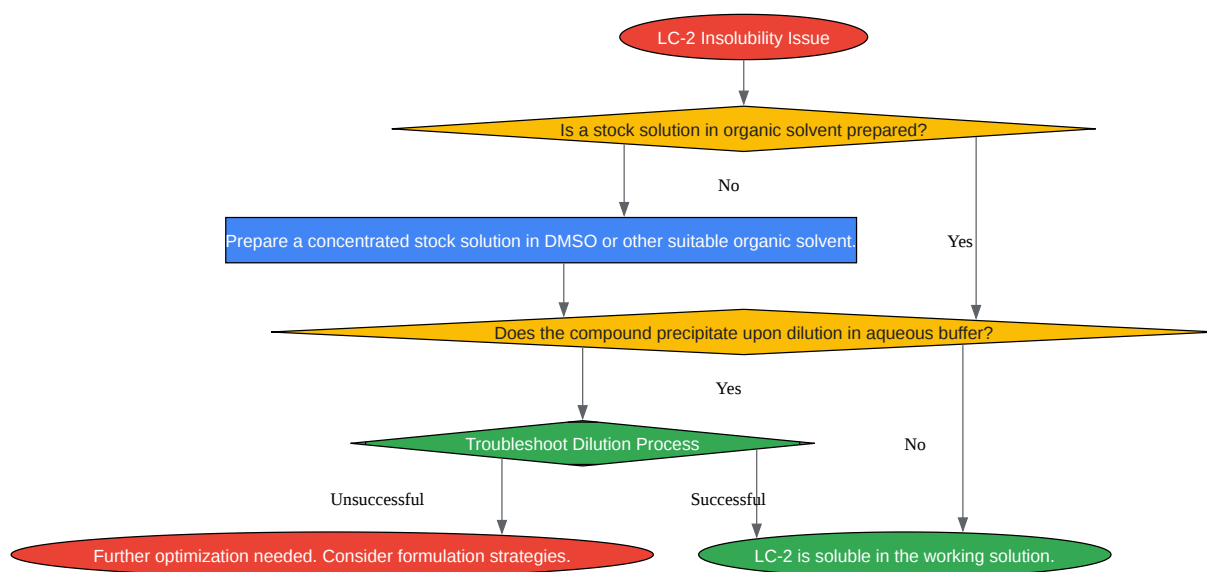 LC-2 Insolubility Issue
Is a stock solution in organic solvent prepared?
No
Prepare a concentrated stock solution in DMSO or other suitable organic solvent.
Yes
Does the compound precipitate upon dilution in aqueous buffer?
Yes
Troubleshoot Dilution Process
No
Unsuccessful
Successful
Further optimization needed. Consider formulation strategies.
LC-2 is soluble in the working solution.